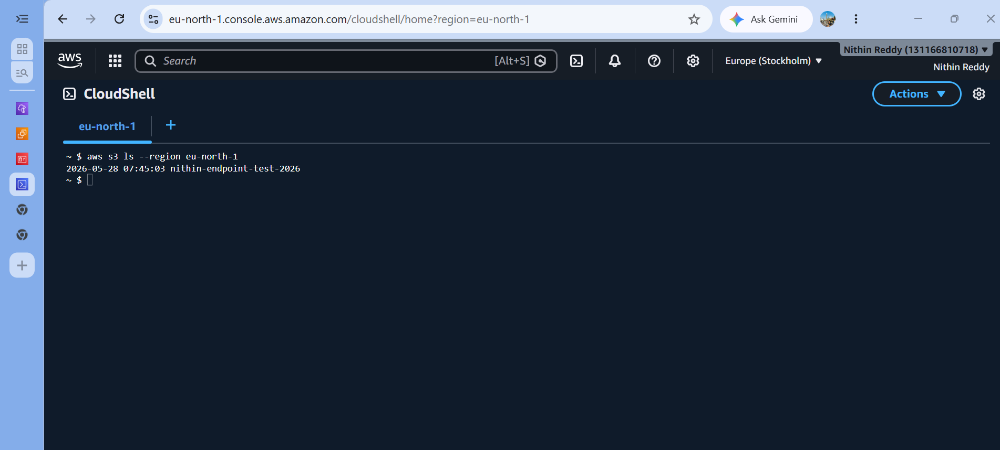 eu-north-1.console.aws.amazon.com/cloudshell/home?region=eu-north-1
Ask Gemini
aws
Search
[Alt+S]
Europe (Stockholm)
Nithin Reddy (131166810718)
Nithin Reddy
CloudShell
Actions
eu-north-1
~ $ aws s3 ls --region eu-north-1
2026-05-28 07:45:03 nithin-endpoint-test-2026
~ $